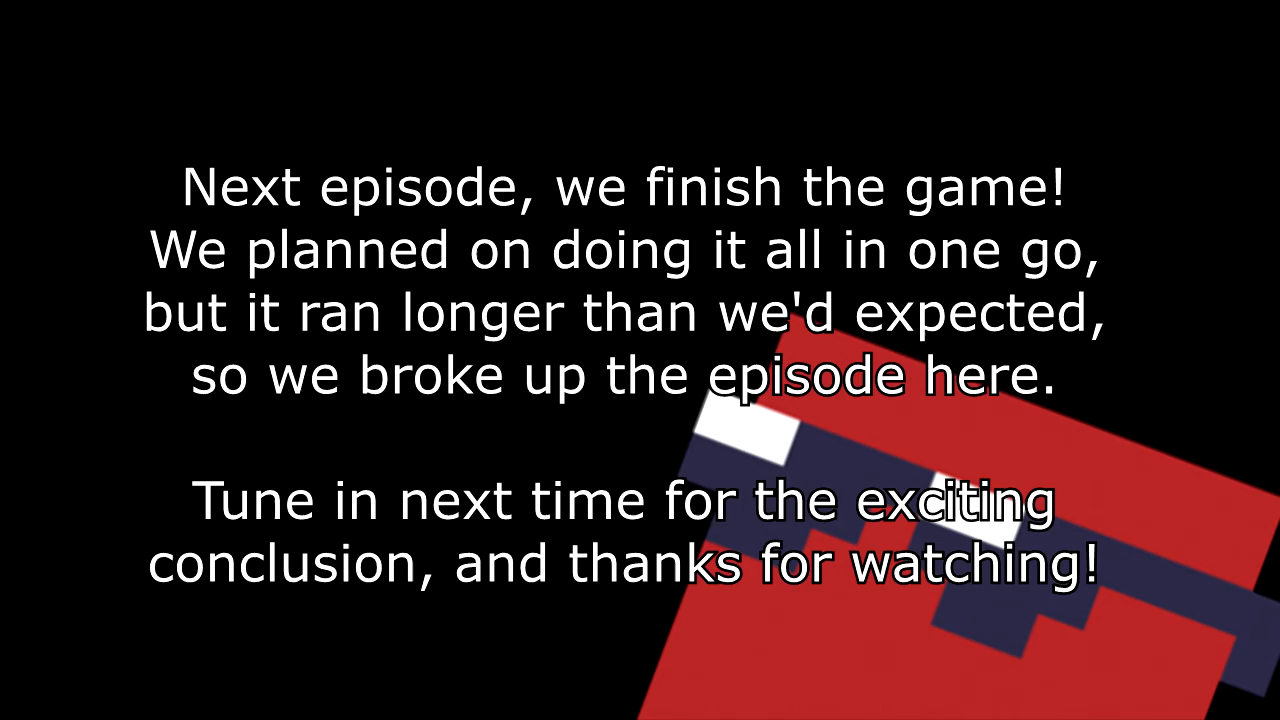 Next episode, we finish the game!
We planned on doing it all in one go,
but it ran longer than we'd expected,
so we broke up the episode here.
Tune in next time for the exciting
conclusion, and thanks for watching!